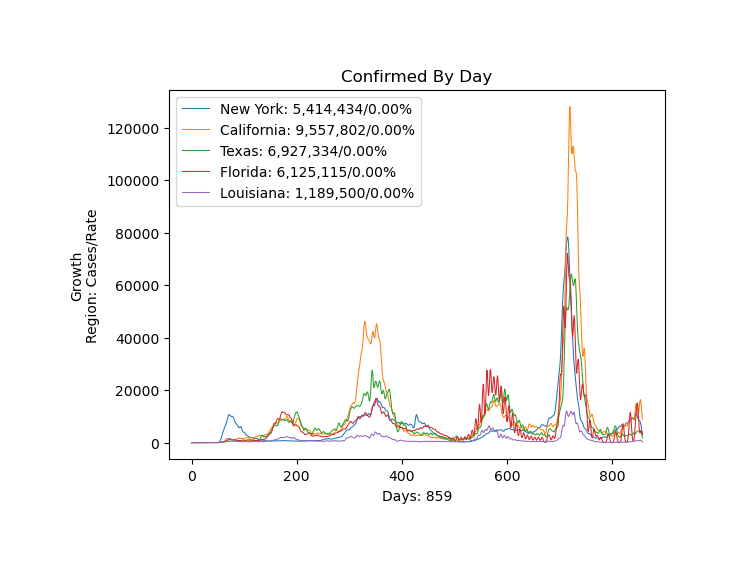 Confirmed By Day
New York: 5,414,434/0.00%
California: 9,557,802/0.00%
Texas: 6,927,334/0.00%
Florida: 6,125,115/0.00%
Louisiana: 1,189,500/0.00%
120000
100000
80000
60000
40000
20000
0
Growth
Region: Cases/Rate
0 200 400 600 800
Days: 859